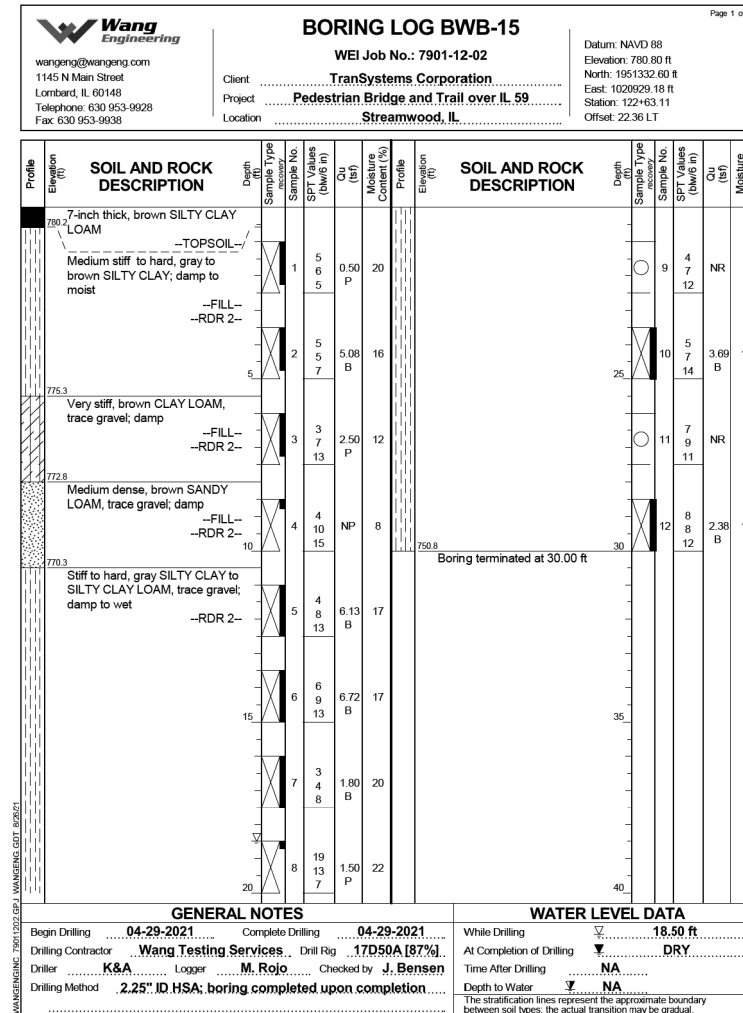 Page 1 o
Wang
Engineering
wangeng@wangeng.com
1145 N Main Street
Lombard, IL 60148
Telephone: 630 953-9928
Fax: 630 953-9938
BORING LOG BWB-15
WEI Job No.: 7901-12-02
Client TranSystems Corporation
Project Pedestrian Bridge and Trail over IL 59
Location Streamwood, IL
Datum: NAVD 88
Elevation: 780.80 ft
North: 1951332.60 ft
East: 1020929.18 ft
Station: 122+63.11
Offset: 22.36 LT
Profile
Elevation (ft)
SOIL AND ROCK
DESCRIPTION
Depth (ft)
Sample Type
recovery
Sample No.
SPT Values (blw/6 in)
Qu (tsf)
Moisture Content (%)
Profile
Elevation (ft)
SOIL AND ROCK
DESCRIPTION
Depth (ft)
Sample Type
recovery
Sample No.
SPT Values (blw/6 in)
Qu (tsf)
Moisture
780.2
7-inch thick, brown SILTY CLAY
LOAM
--TOPSOIL--
Medium stiff to hard, gray to
brown SILTY CLAY; damp to
moist
--FILL--
--RDR 2--
1
5
6
5
0.50
P
20
2
5
5
7
5.08
B
16
5
775.3
Very stiff, brown CLAY LOAM,
trace gravel; damp
--FILL--
--RDR 2--
3
3
7
13
2.50
P
12
772.8
Medium dense, brown SANDY
LOAM, trace gravel; damp
--FILL--
--RDR 2--
4
4
10
15
NP
8
10
770.3
Stiff to hard, gray SILTY CLAY to
SILTY CLAY LOAM, trace gravel;
damp to wet
--RDR 2--
5
4
8
13
6.13
B
17
6
6
9
13
6.72
B
17
15
7
3
4
8
1.80
B
20
8
19
13
7
1.50
P
22
20
9
4
7
12
NR
10
5
7
14
3.69
B
1
25
11
7
9
11
NR
12
8
8
12
2.38
B
1
750.8
30
Boring terminated at 30.00 ft
35
40
WANGENGINC 79011202.GPJ WANGENG.GDT 8/26/21
GENERAL NOTES
Begin Drilling 04-29-2021 Complete Drilling 04-29-2021
Drilling Contractor Wang Testing Services Drill Rig 17D50A [87%]
Driller K&A Logger M. Rojo Checked by J. Bensen
Drilling Method 2.25" ID HSA; boring completed upon completion
WATER LEVEL DATA
While Drilling 18.50 ft
At Completion of Drilling DRY
Time After Drilling NA
Depth to Water NA
The stratification lines represent the approximate boundary
between soil types; the actual transition may be gradual.